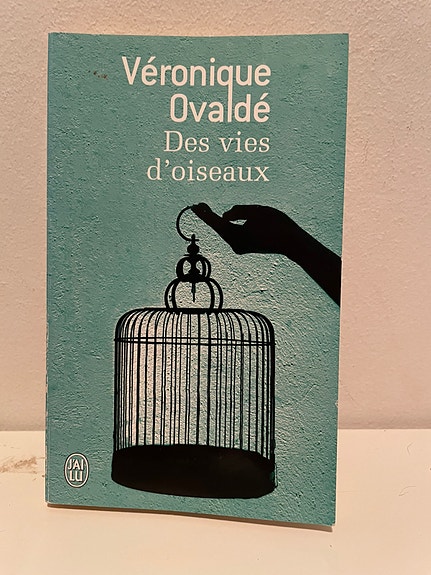 Véronique
Ovaldé
Des vies
d'oiseaux
J'AI
LU